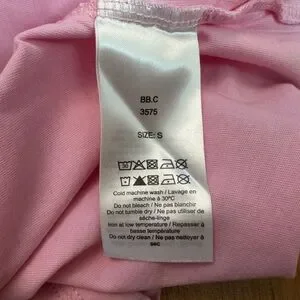 BB.C
3575
SIZE: S
30
Cold machine wash / Lavage en
machine à 30°C
Do not bleach / Ne pas blanchir
Do not tumble dry / Ne pas utiliser de
sèche-linge
Iron at low temperature / Repasser à
basse température
Do not dry clean / Ne pas nettoyer à
sec